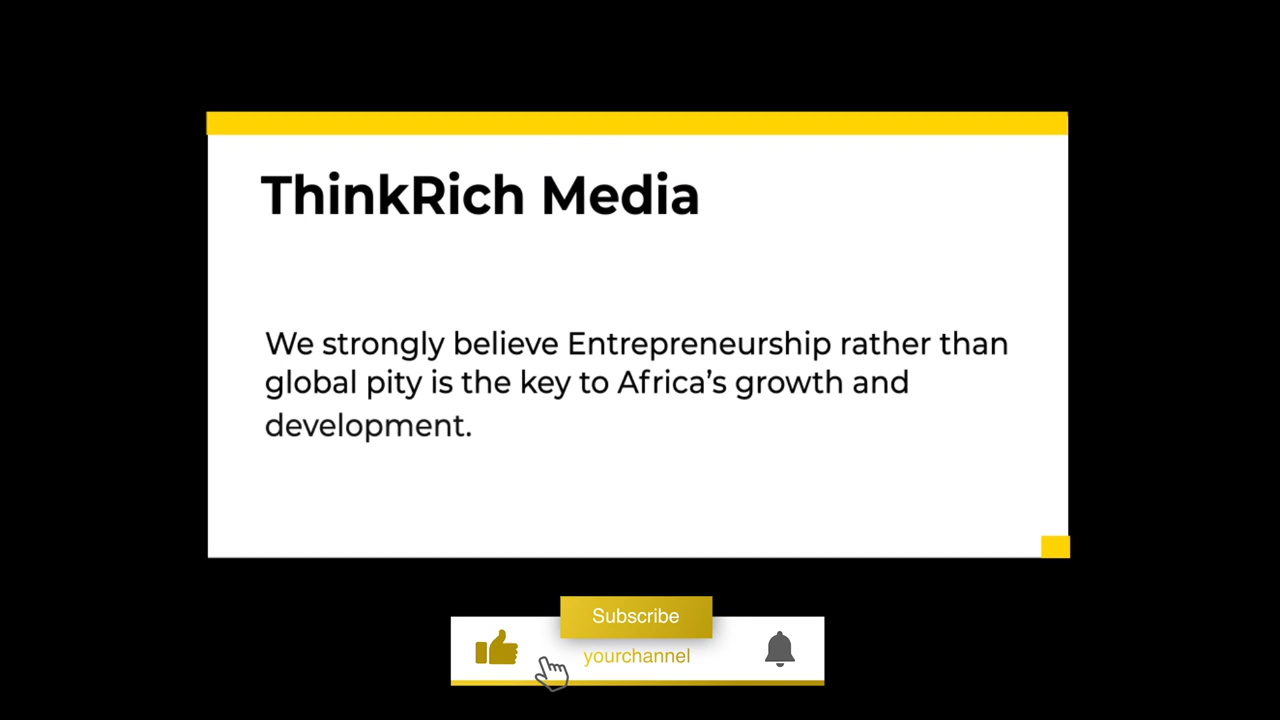 ThinkRich Media
We strongly believe Entrepreneurship rather than
global pity is the key to Africa’s growth and
development.
Subscribe
yourchannel